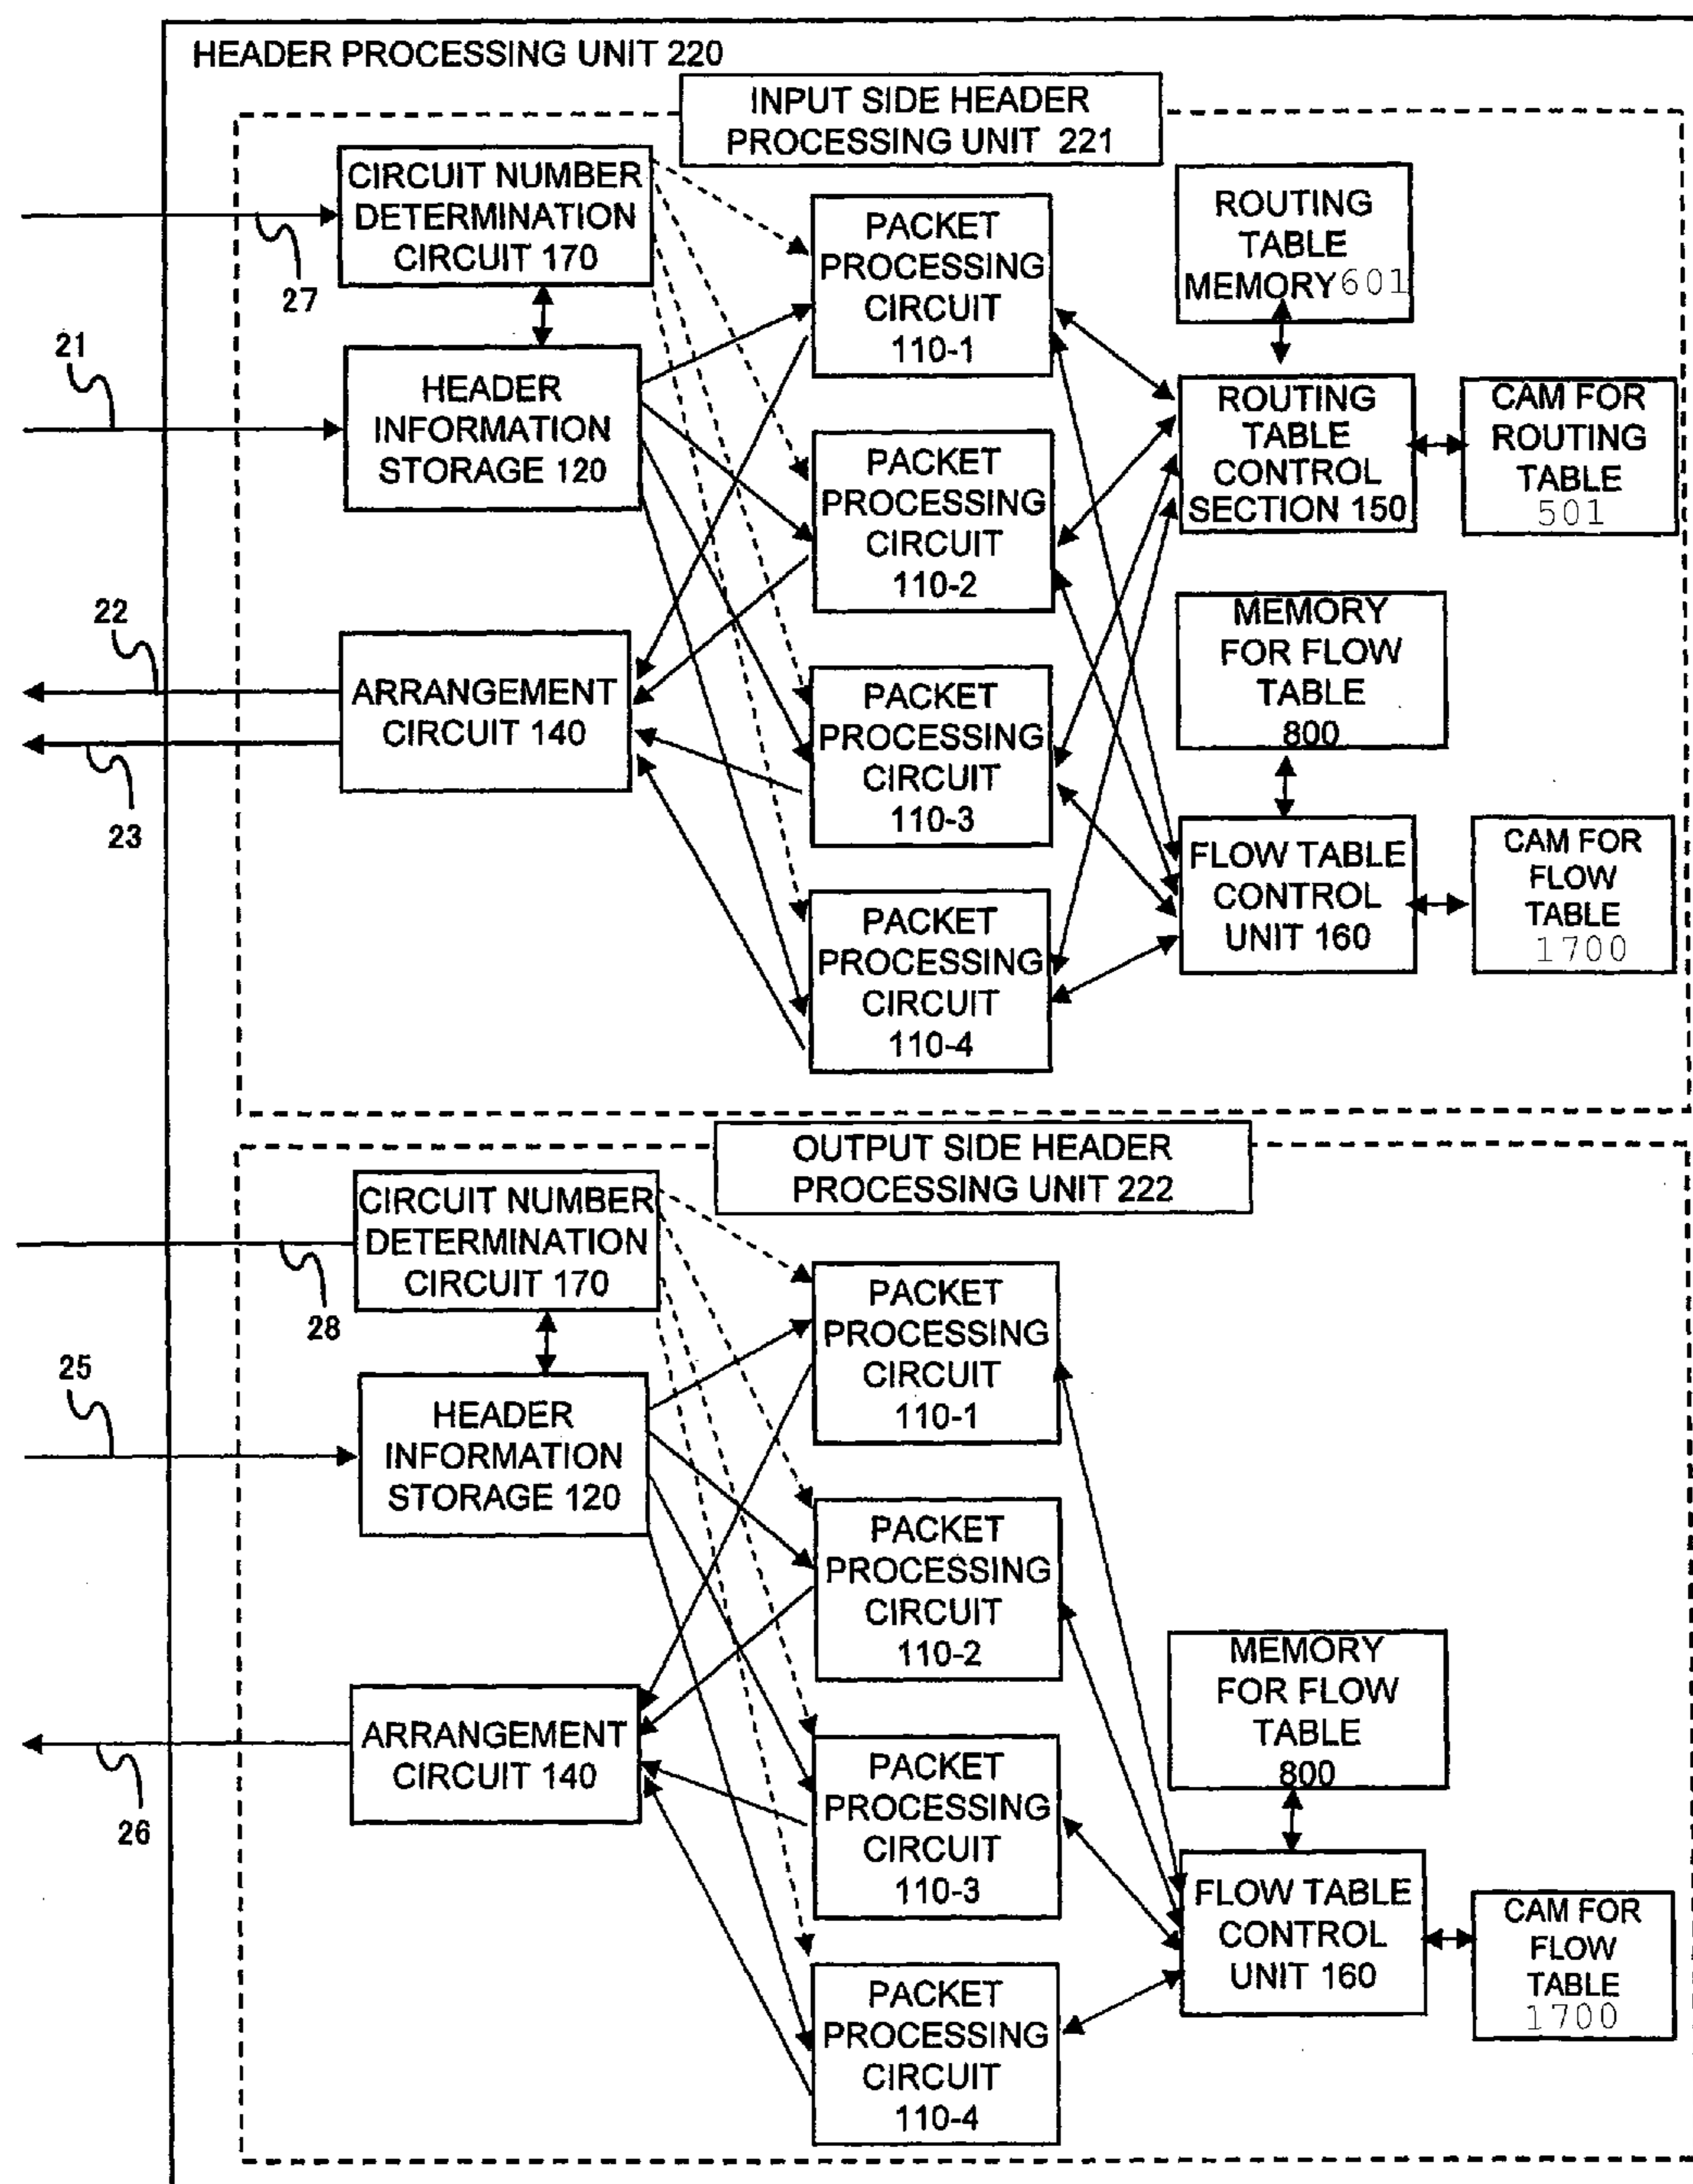 HEADER PROCESSING UNIT 220
INPUT SIDE HEADER
PROCESSING UNIT 221
CIRCUIT NUMBER
DETERMINATION
CIRCUIT 170
27
21
HEADER
INFORMATION
STORAGE 120
22
ARRANGEMENT
CIRCUIT 140
23
PACKET
PROCESSING
CIRCUIT
110-1
PACKET
PROCESSING
CIRCUIT
110-2
PACKET
PROCESSING
CIRCUIT
110-3
PACKET
PROCESSING
CIRCUIT
110-4
ROUTING
TABLE
MEMORY 601
ROUTING
TABLE
CONTROL
SECTION 150
CAM FOR
ROUTING
TABLE
501
MEMORY
FOR FLOW
TABLE
800
FLOW TABLE
CONTROL
UNIT 160
CAM FOR
FLOW
TABLE
1700
OUTPUT SIDE HEADER
PROCESSING UNIT 222
CIRCUIT NUMBER
DETERMINATION
CIRCUIT 170
28
25
HEADER
INFORMATION
STORAGE 120
ARRANGEMENT
CIRCUIT 140
26
PACKET
PROCESSING
CIRCUIT
110-1
PACKET
PROCESSING
CIRCUIT
110-2
PACKET
PROCESSING
CIRCUIT
110-3
PACKET
PROCESSING
CIRCUIT
110-4
MEMORY
FOR FLOW
TABLE
800
FLOW TABLE
CONTROL
UNIT 160
CAM FOR
FLOW
TABLE
1700